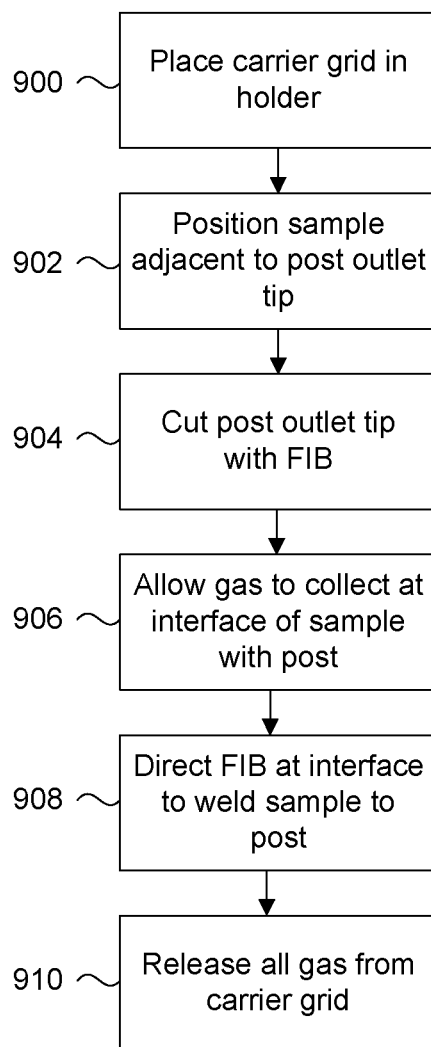 900
Place carrier grid in
holder
902
Position sample
adjacent to post outlet
tip
904
Cut post outlet tip
with FIB
906
Allow gas to collect at
interface of sample
with post
908
Direct FIB at interface
to weld sample to
post
910
Release all gas from
carrier grid